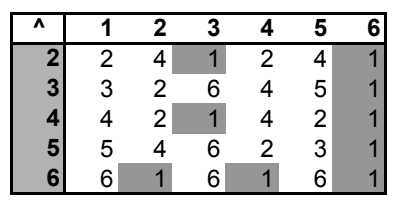 ^ 1 2 3 4 5 6
2 2 4 1 2 4 1
3 3 2 6 4 5 1
4 4 2 1 4 2 1
5 5 4 6 2 3 1
6 6 1 6 1 6 1